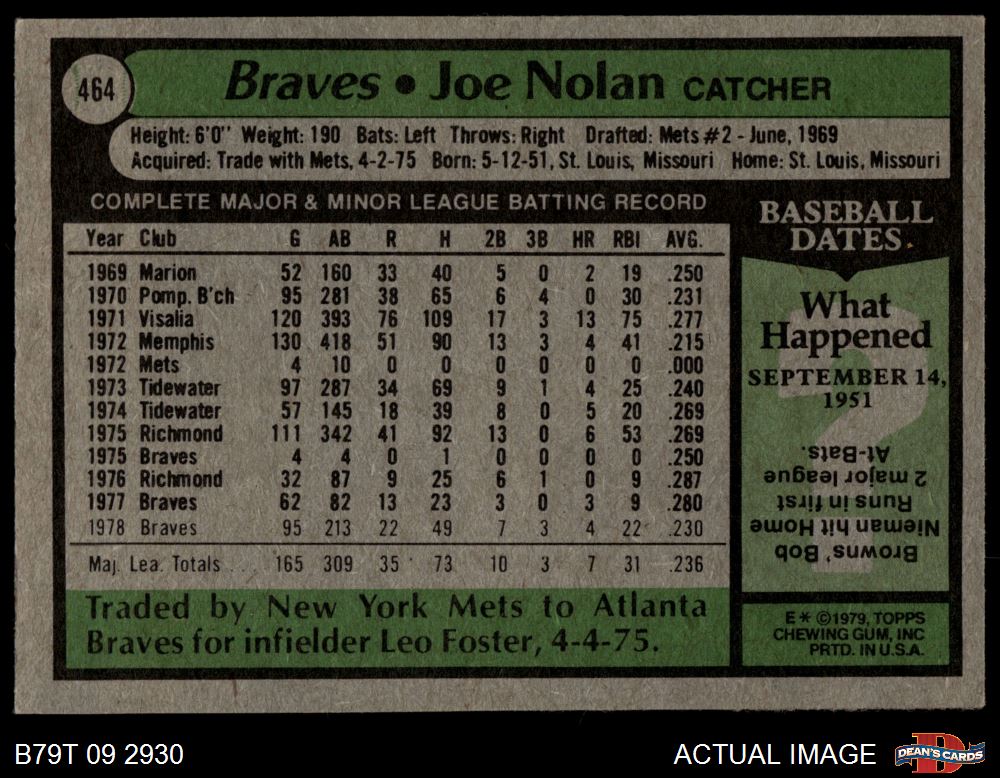 464
Braves • Joe Nolan CATCHER
Height: 6'0" Weight: 190 Bats: Left Throws: Right Drafted: Mets #2 - June, 1969
Acquired: Trade with Mets, 4-2-75 Born: 5-12-51, St. Louis, Missouri Home: St. Louis, Missouri
COMPLETE MAJOR & MINOR LEAGUE BATTING RECORD
Year Club G AB R H 2B 3B HR RBI AVG.
1969 Marion 52 160 33 40 5 0 2 19 .250
1970 Pomp. B'ch 95 281 38 65 6 4 0 30 .231
1971 Visalia 120 393 76 109 17 3 13 75 .277
1972 Memphis 130 418 51 90 13 3 4 41 .215
1972 Mets 4 10 0 0 0 0 0 0 .000
1973 Tidewater 97 287 34 69 9 1 4 25 .240
1974 Tidewater 57 145 18 39 8 0 5 20 .269
1975 Richmond 111 342 41 92 13 0 6 53 .269
1975 Braves 4 4 0 1 0 0 0 0 .250
1976 Richmond 32 87 9 25 6 1 0 9 .287
1977 Braves 62 82 13 23 3 0 3 9 .280
1978 Braves 95 213 22 49 7 3 4 22 .230
Maj. Lea. Totals . . . 165 309 35 73 10 3 7 31 .236
Traded by New York Mets to Atlanta
Braves for infielder Leo Foster, 4-4-75.
BASEBALL
DATES
What
Happened
SEPTEMBER 14,
1951
?
Browns' Bob
Nieman hit Home
Runs in first
2 major league
At-Bats.
E * ©1979, TOPPS
CHEWING GUM, INC
PRTD. IN U.S.A.
B79T 09 2930
ACTUAL IMAGE
B
DEAN'S CARDS